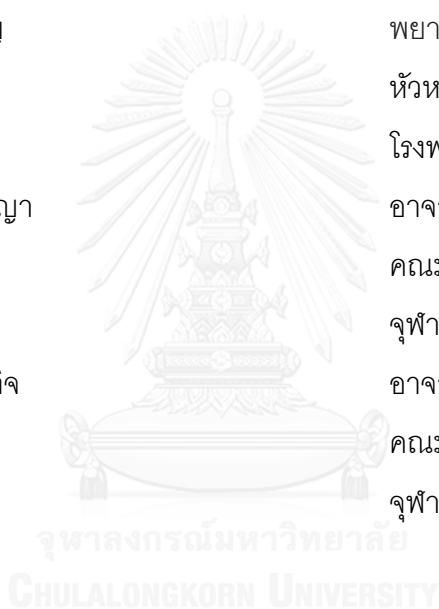 พยา
หัวห
โรงพ
ญา
อาจา
คณะ
จุฬา
อาจา
คณะ
จุฬา
จุฬาลงกรณ์มหาวิทยาลัย
CHULALONGKORN UNIVERSITY